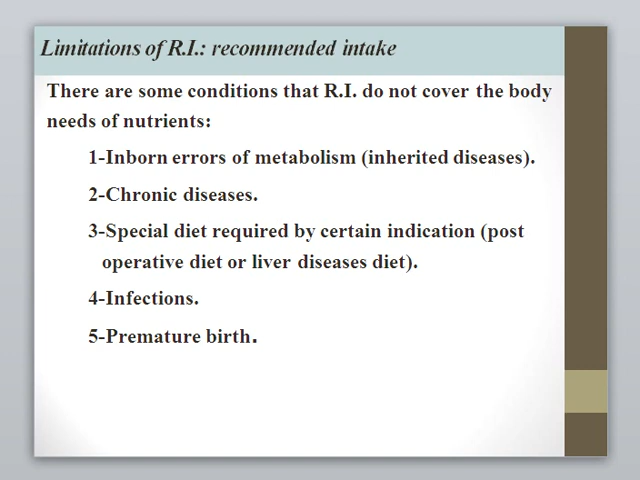 Limitations of R.I.: recommended intake
There are some conditions that R.I. do not cover the body
needs of nutrients:
1-Inborn errors of metabolism (inherited diseases).
2-Chronic diseases.
3-Special diet required by certain indication (post
operative diet or liver diseases diet).
4-Infections.
5-Premature birth.